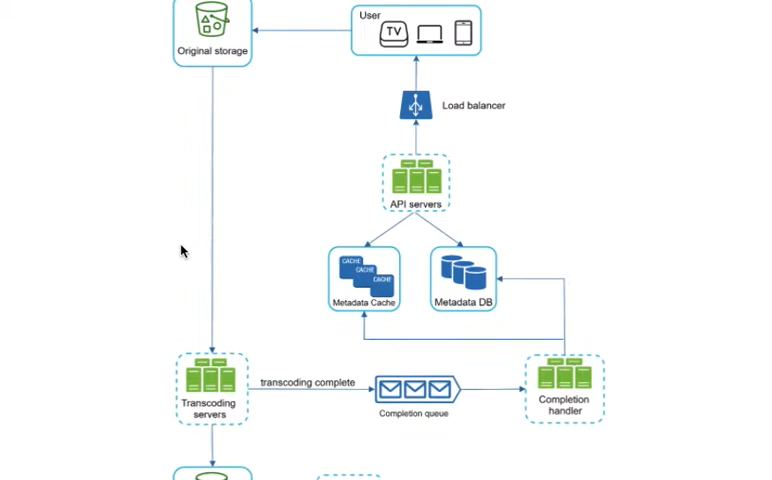 User
TV
Original storage
Load balancer
API servers
CACHE
CACHE
CACHE
Metadata Cache
Metadata DB
transcoding complete
Completion queue
Transcoding
servers
Completion
handler